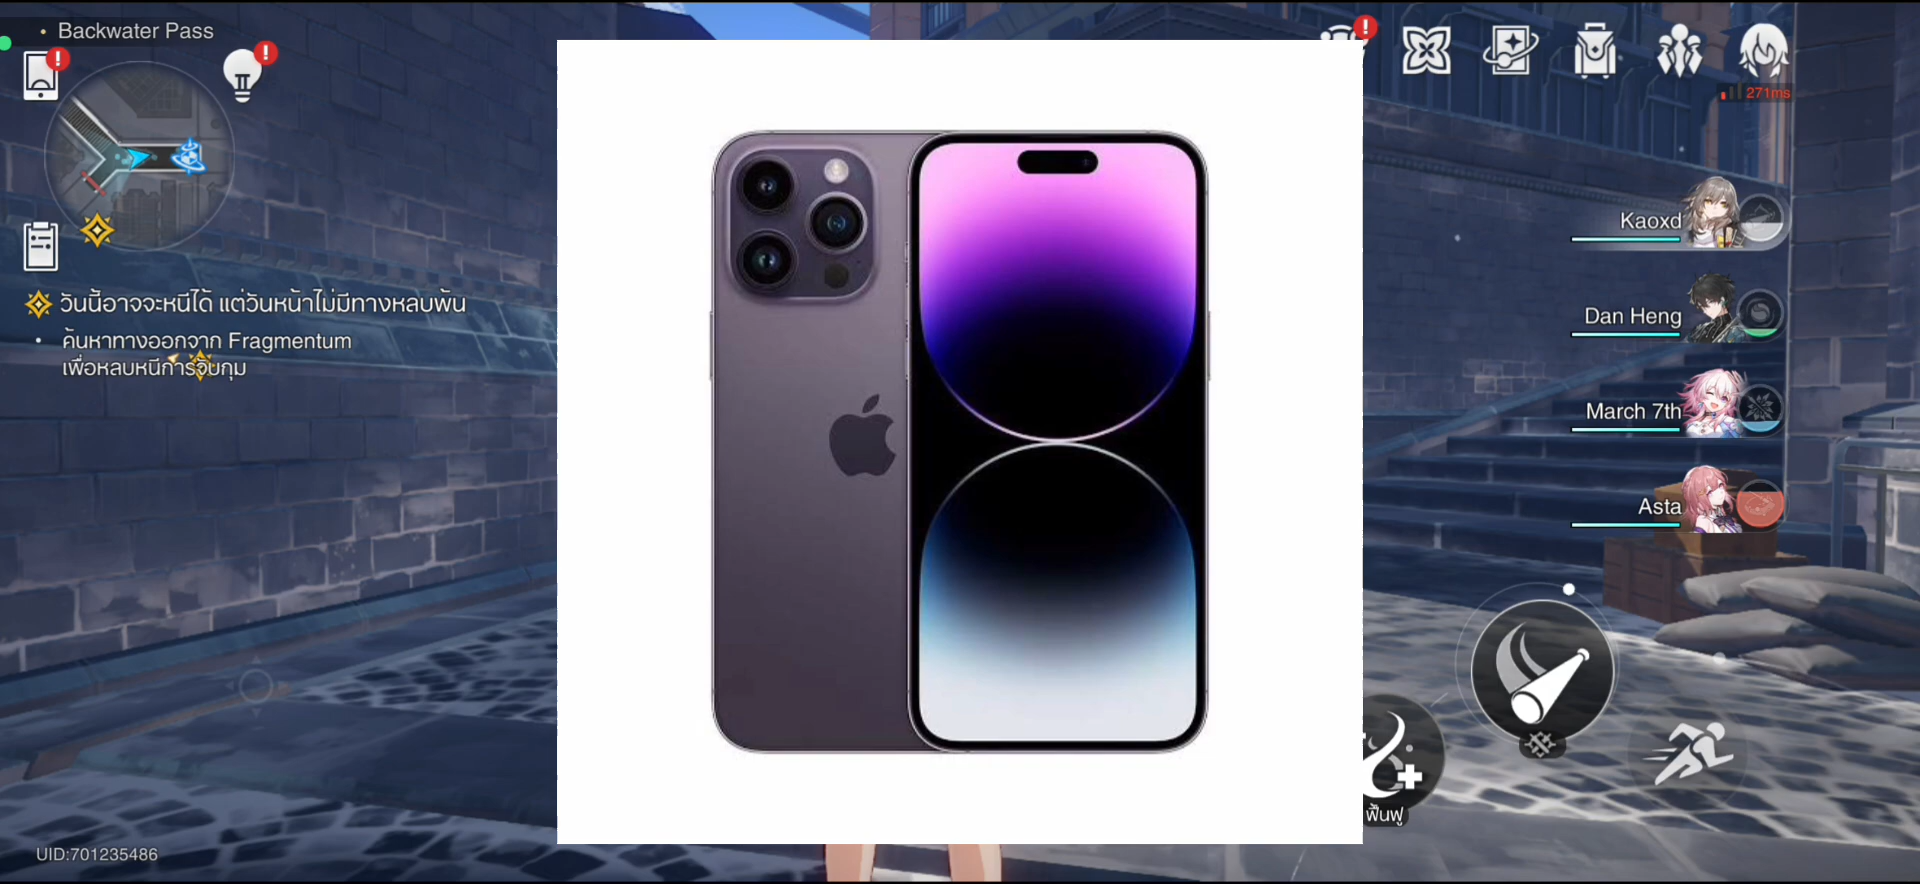 Backwater Pass
271ms
Kaoxd
วันนี้อาจจะหนีได้ แต่วันหน้าไม่มีทางหลบพ้น
Dan Heng
ค้นหาทางออกจาก Fragmentum
เพื่อหลบหนีการจับกุม
March 7th
Asta
ฟื้นฟู
UID:701235486